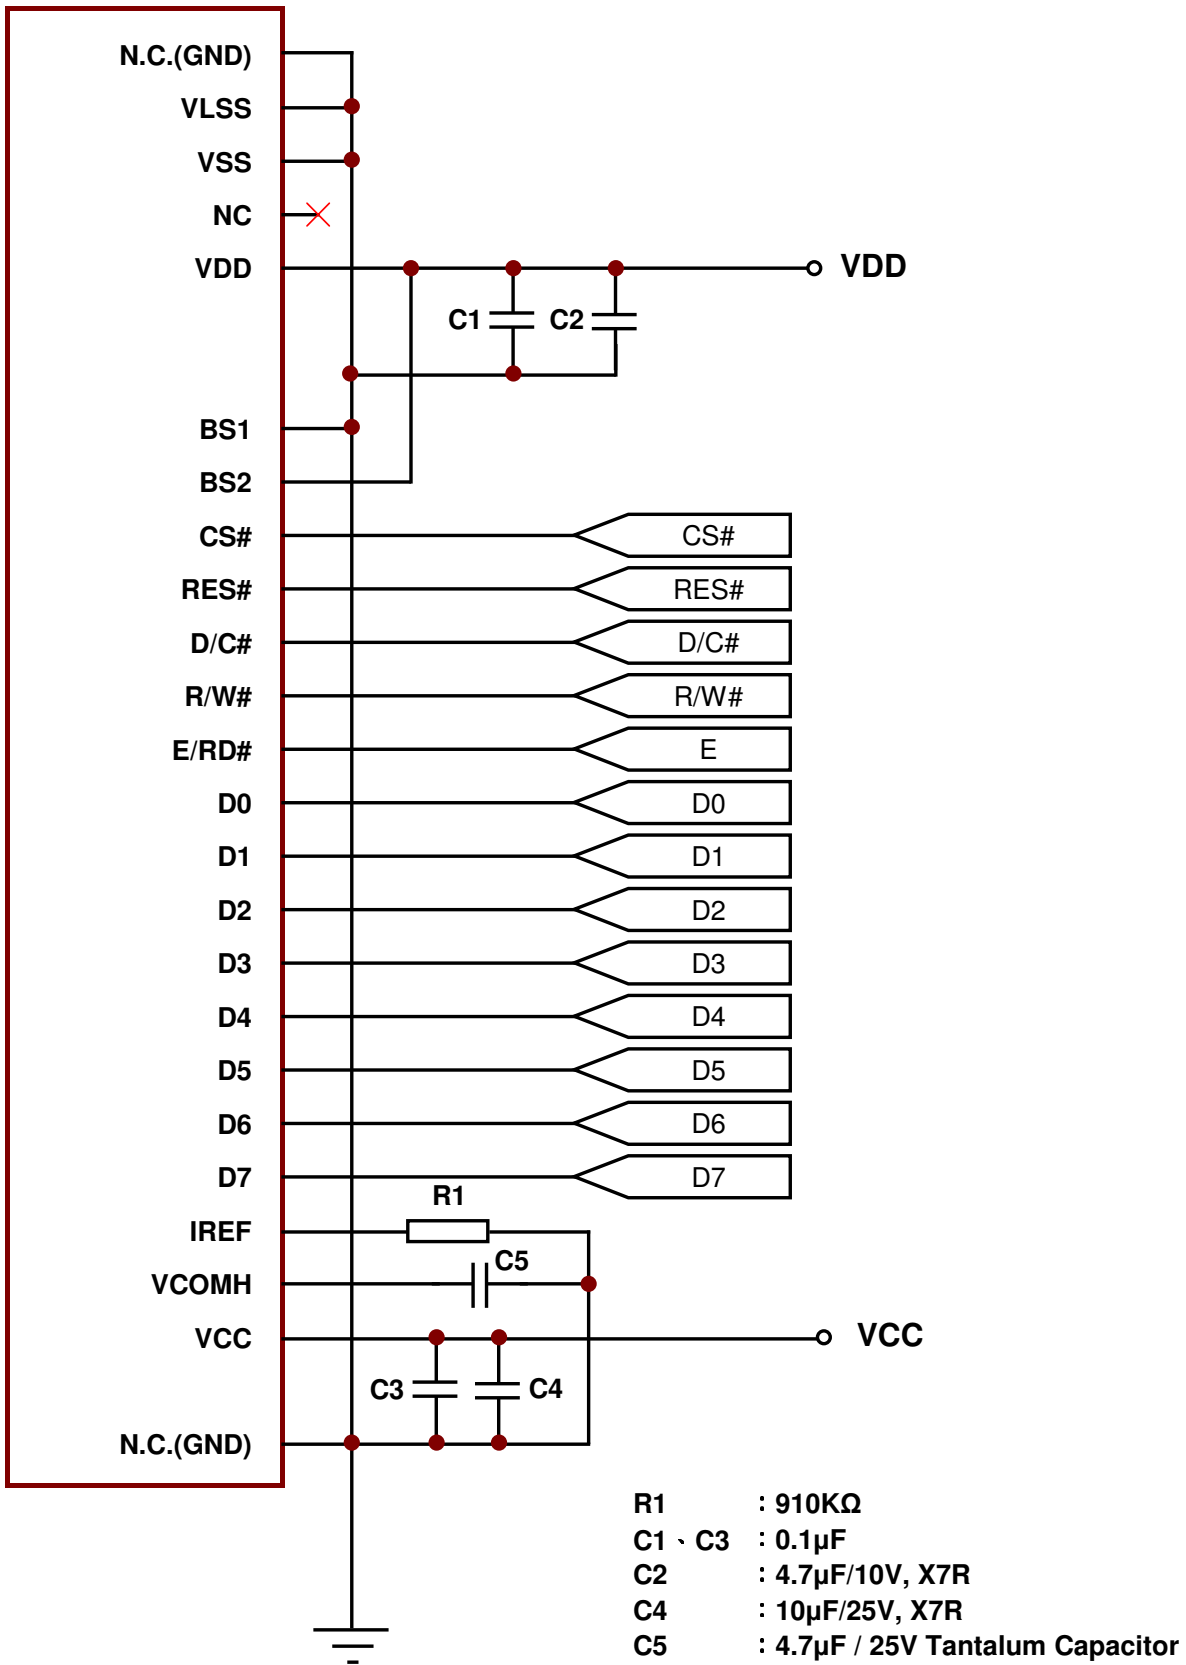 N.C.(GND)
VLSS
VSS
NC
VDD VDD
C1 C2
BS1
BS2
CS# CS#
RES# RES#
D/C# D/C#
R/W# R/W#
E/RD# E
D0 D0
D1 D1
D2 D2
D3 D3
D4 D4
D5 D5
D6 D6
D7 D7
R1
IREF
C5
VCOMH
VCC VCC
C3 C4
N.C.(GND)
R1 : 910KΩ
C1、C3 : 0.1µF
C2 : 4.7µF/10V, X7R
C4 : 10µF/25V, X7R
C5 : 4.7µF / 25V Tantalum Capacitor